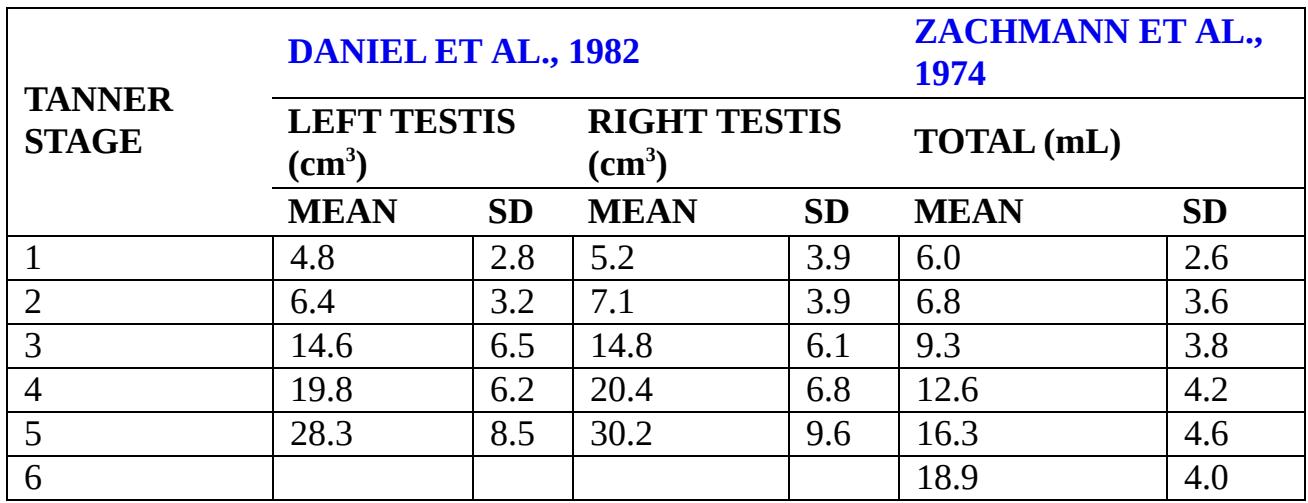 TANNER STAGE DANIEL ET AL., 1982 ZACHMANN ET AL., 1974
LEFT TESTIS (cm³) RIGHT TESTIS (cm³) TOTAL (mL)
MEAN SD MEAN SD MEAN SD
1 4.8 2.8 5.2 3.9 6.0 2.6
2 6.4 3.2 7.1 3.9 6.8 3.6
3 14.6 6.5 14.8 6.1 9.3 3.8
4 19.8 6.2 20.4 6.8 12.6 4.2
5 28.3 8.5 30.2 9.6 16.3 4.6
6 18.9 4.0